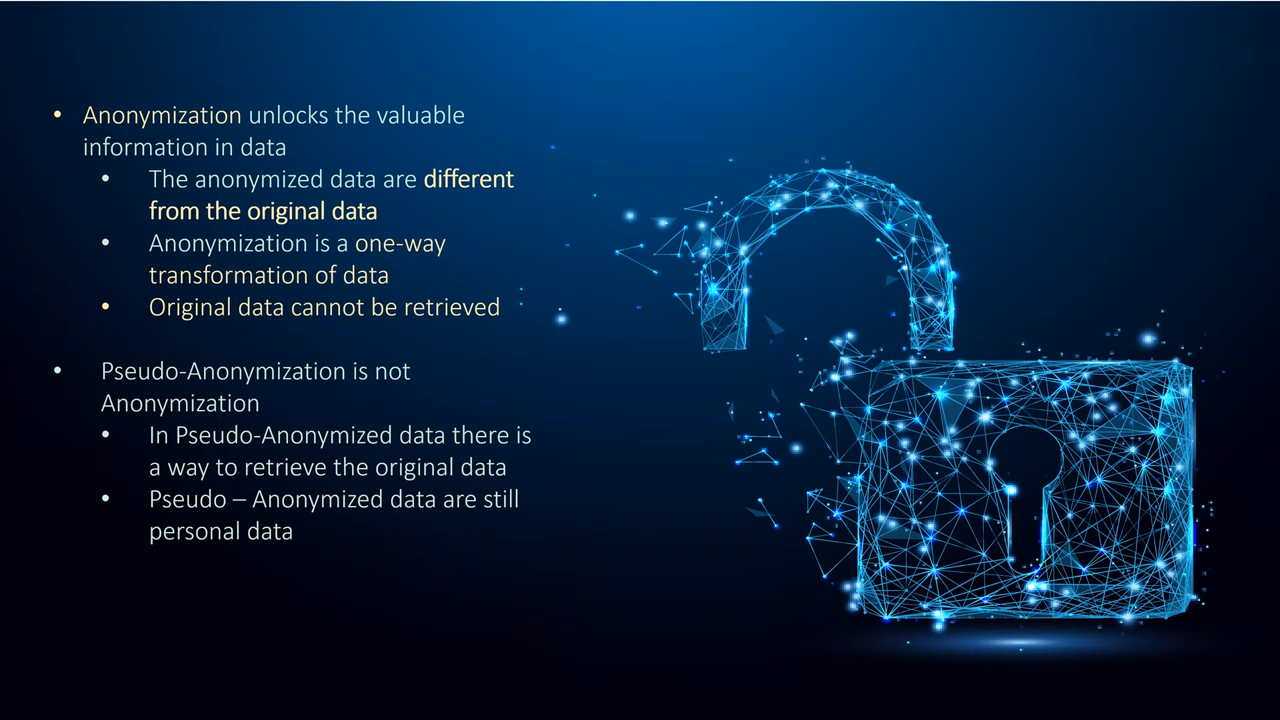 • Anonymization unlocks the valuable
information in data
• The anonymized data are different
from the original data
• Anonymization is a one-way
transformation of data
• Original data cannot be retrieved
• Pseudo-Anonymization is not
Anonymization
• In Pseudo-Anonymized data there is
a way to retrieve the original data
• Pseudo – Anonymized data are still
personal data